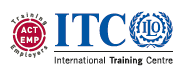 Training
ACT
EMP
Employers
ITC
ILO
International Training Centre